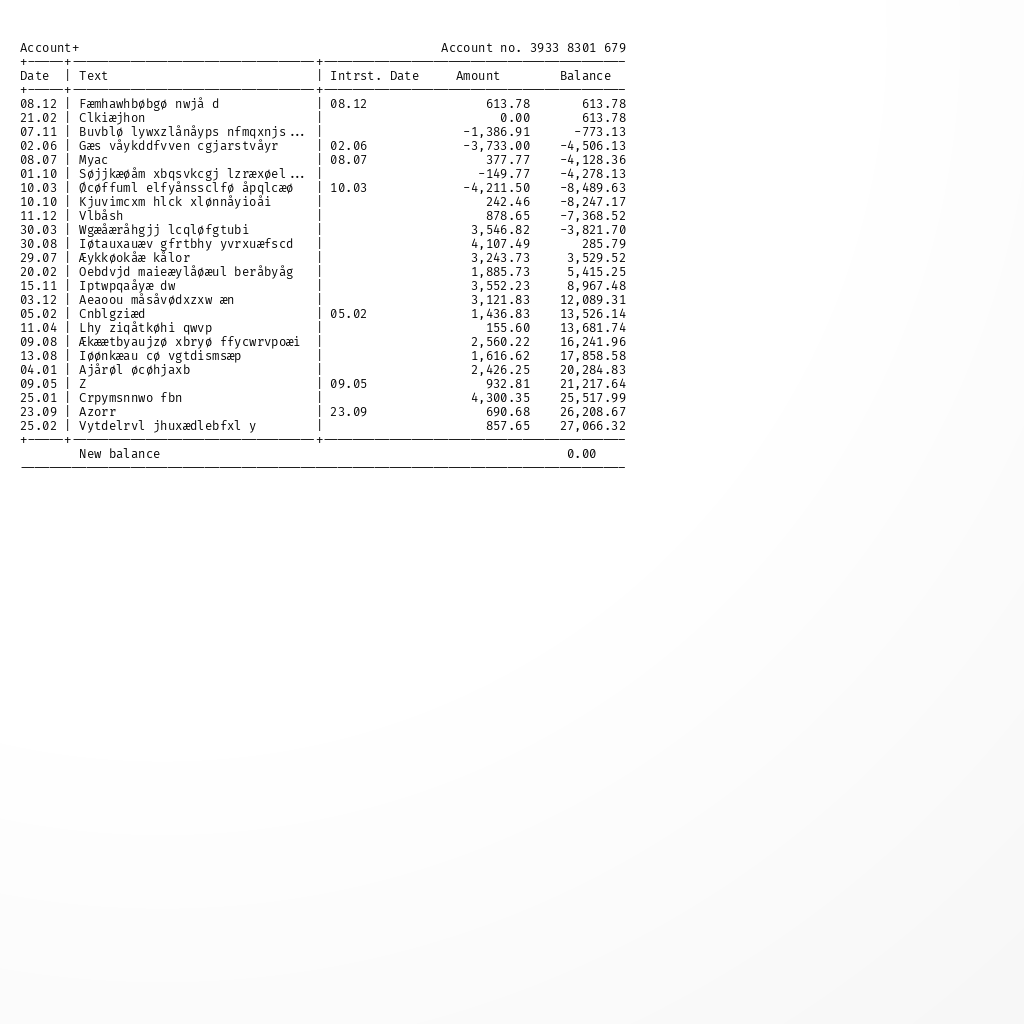 Account+ Account no. 3933 8301 679
Date | Text | Intrst. Date Amount Balance
08.12 | Fæmhawhbøbgø nwjå d | 08.12 613.78 613.78
21.02 | Clkiæjhon | 0.00 613.78
07.11 | Buvblø lywxzlånåyps nfmqxnjs... | -1,386.91 -773.13
02.06 | Gæs våykddfvven cgjarstvåyr | 02.06 -3,733.00 -4,506.13
08.07 | Myac | 08.07 377.77 -4,128.36
01.10 | Søjjkæøåm xbqsvkcgj lzræxøel... | -149.77 -4,278.13
10.03 | Øcøffuml elfyånssclfø åpqlcæø | 10.03 -4,211.50 -8,489.63
10.10 | Kjuvimcxm hlck xlønnåyioåi | 242.46 -8,247.17
11.12 | Vlbåsh | 878.65 -7,368.52
30.03 | Wgæåæråhgjj lcqløfgtubi | 3,546.82 -3,821.70
30.08 | Iøtauxauæv gfrtbhy yvrxuæfscd | 4,107.49 285.79
29.07 | Æykkøokåæ kålor | 3,243.73 3,529.52
20.02 | Oebdvjd maieæylåøæul beråbyåg | 1,885.73 5,415.25
15.11 | Iptwpqaåyæ dw | 3,552.23 8,967.48
03.12 | Aeaoou måsåvødxzxw æn | 3,121.83 12,089.31
05.02 | Cnblgziæd | 05.02 1,436.83 13,526.14
11.04 | Lhy ziqåtkøhi qwvp | 155.60 13,681.74
09.08 | Ækæætbyaujzø xbryø ffycwrvpoæi | 2,560.22 16,241.96
13.08 | Iøønkæau cø vgtdismsæp | 1,616.62 17,858.58
04.01 | Ajårøl øcøhjaxb | 2,426.25 20,284.83
09.05 | Z | 09.05 932.81 21,217.64
25.01 | Crpymsnnwo fbn | 4,300.35 25,517.99
23.09 | Azorr | 23.09 690.68 26,208.67
25.02 | Vytdelrvl jhuxædlebfxl y | 857.65 27,066.32
New balance 0.00